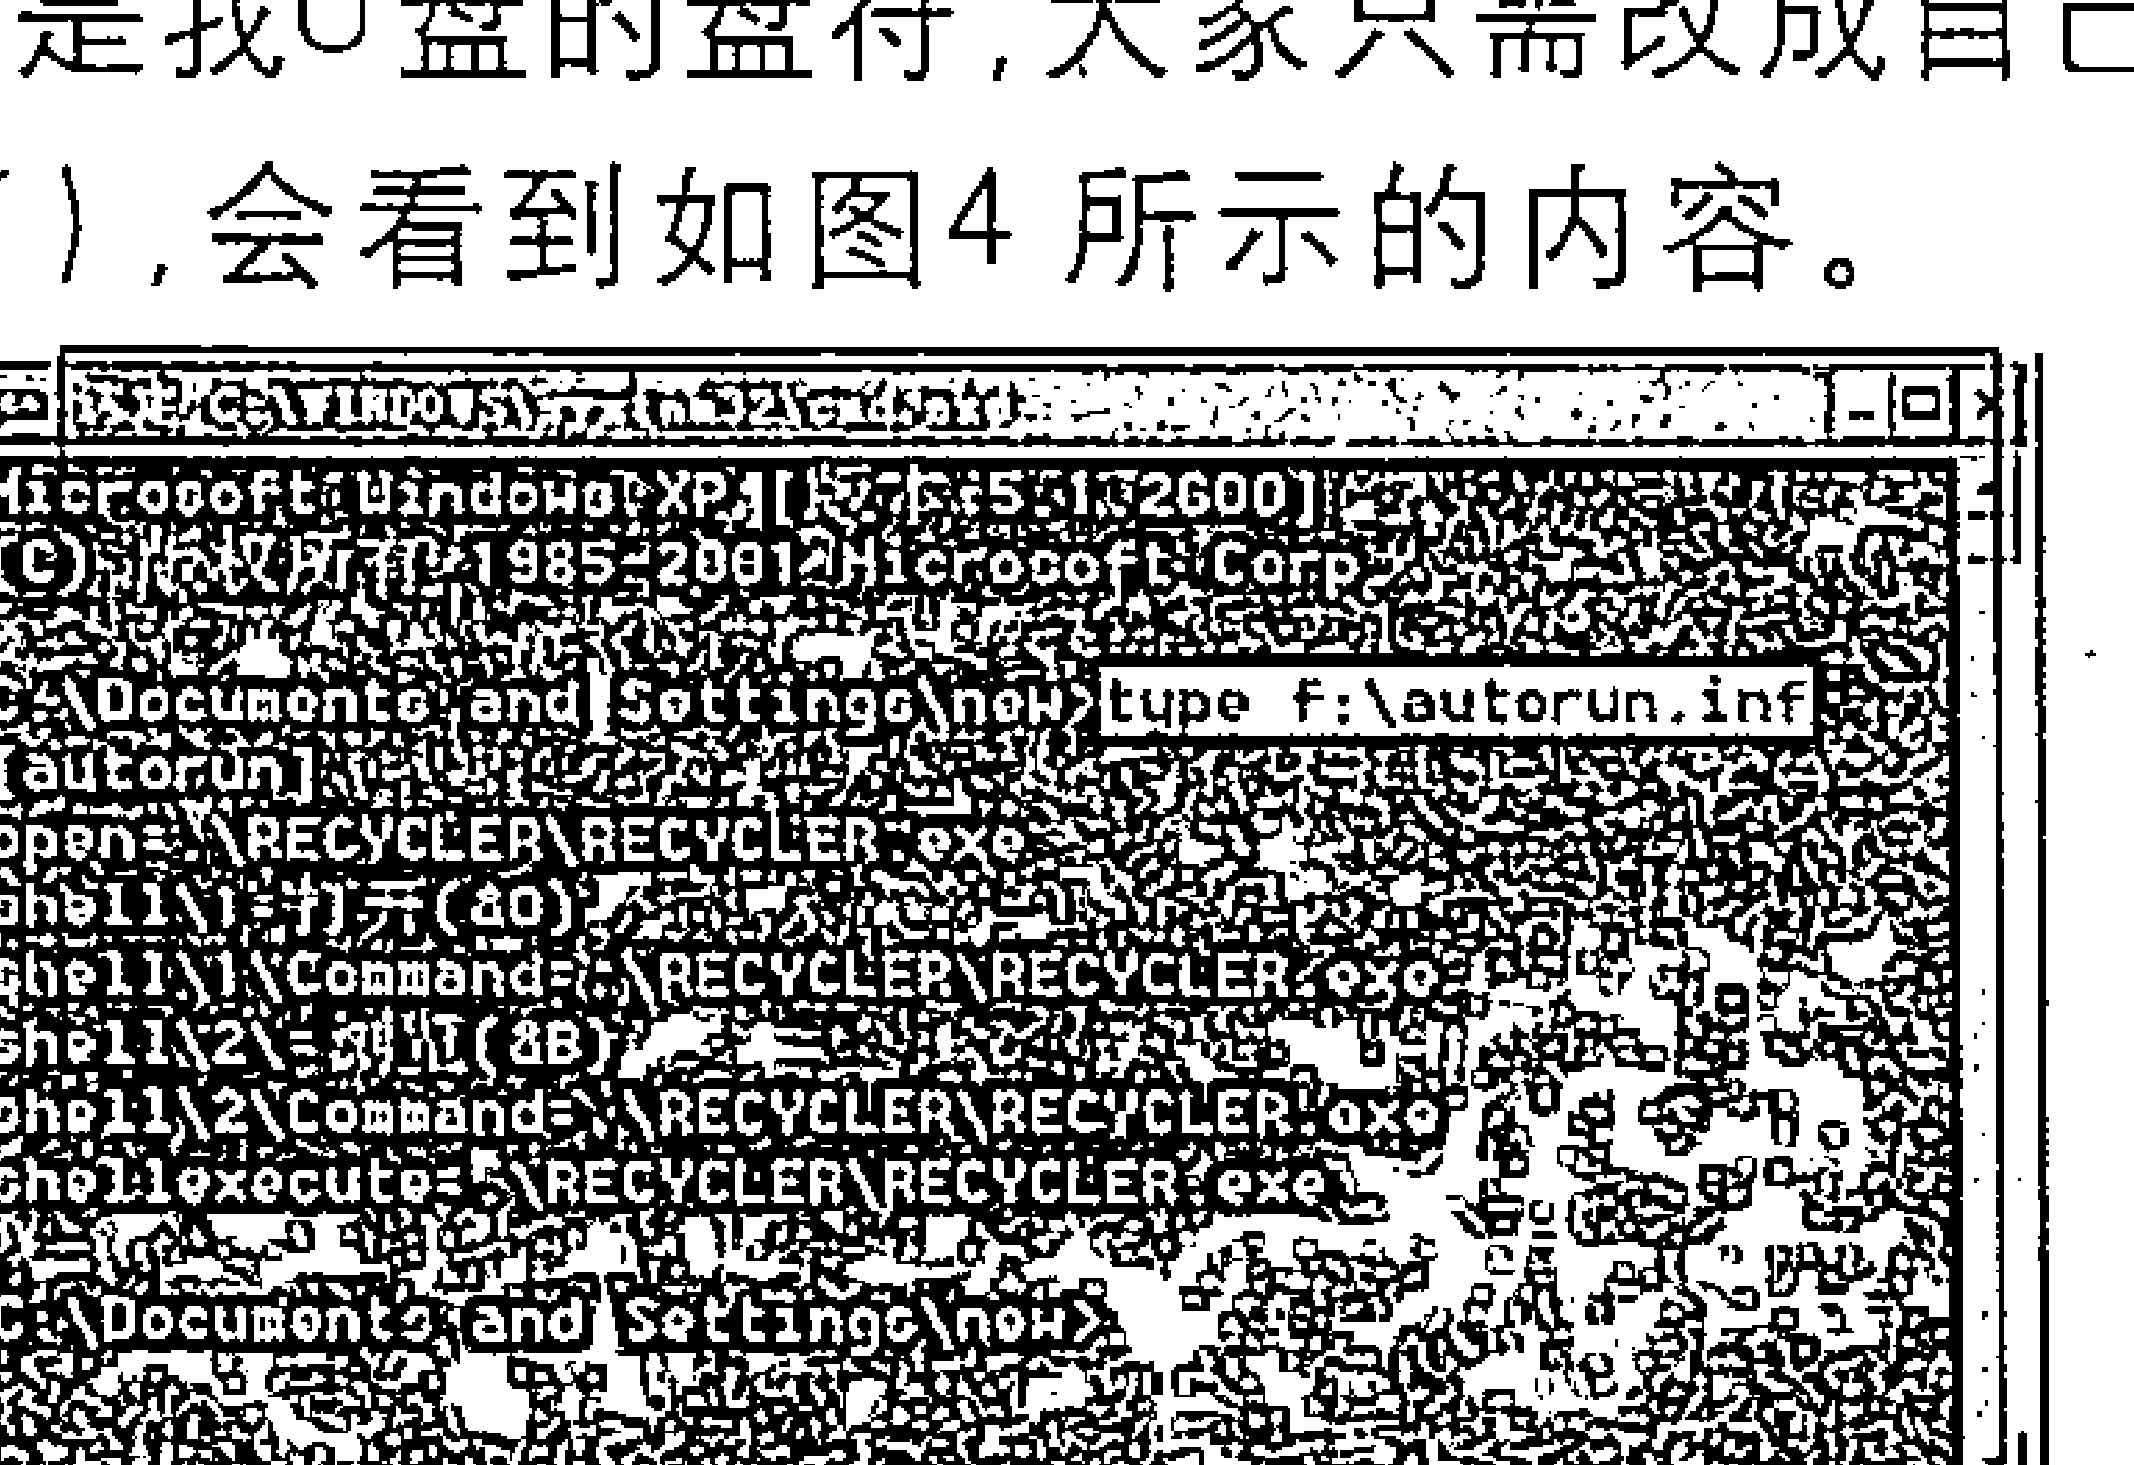 是我U盘的盘符,大家只需改成自己
),会看到如图4 所示的内容。
C:\WINDOWS\system32\cmd.exe
Microsoft Windows XP [版本 5.1.2600]
(C) 版权所有 1985-2001 Microsoft Corp.
C:\Documents and Settings\now>type f:\autorun.inf
[autorun]
open=.\RECYCLER\RECYCLER.exe
shell\1=打开(&O)
shell\1\Command=.\RECYCLER\RECYCLER.exe
shell\2\=浏览(&B)
shell\2\Command=.\RECYCLER\RECYCLER.exe
shellexecute=.\RECYCLER\RECYCLER.exe
C:\Documents and Settings\now>